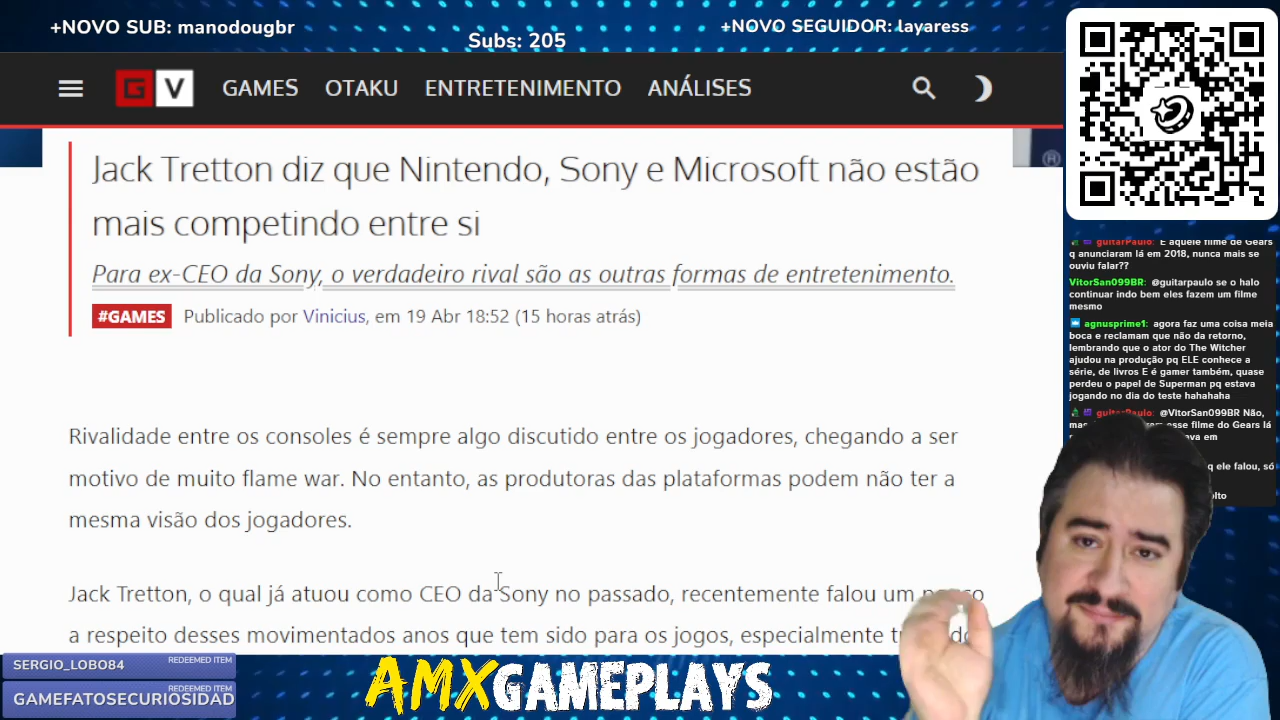 +NOVO SUB: manodougbr
Subs: 205
+NOVO SEGUIDOR: layaress
G V GAMES OTAKU ENTRETENIMENTO ANÁLISES
Jack Tretton diz que Nintendo, Sony e Microsoft não estão
mais competindo entre si
Para ex-CEO da Sony, o verdadeiro rival são as outras formas de entretenimento.
#GAMES Publicado por Vinicius, em 19 Abr 18:52 (15 horas atrás)
Rivalidade entre os consoles é sempre algo discutido entre os jogadores, chegando a ser
motivo de muito flame war. No entanto, as produtoras das plataformas podem não ter a
mesma visão dos jogadores.
Jack Tretton, o qual já atuou como CEO da Sony no passado, recentemente falou um
a respeito desses movimentados anos que tem sido para os jogos, especialmente
guitarPaulo: E aquele filme de Gears
q anunciaram lá em 2018, nunca mais se
ouviu falar??
VitorSan099BR: @guitarpaulo se o halo
continuar indo bem eles fazem um filme
mesmo
agnusprime1: agora faz uma coisa meia
boca e reclamam que não da retorno,
lembrando que o ator do The Witcher
ajudou na produção pq ELE conhece a
série, de livros E é gamer também, quase
perdeu o papel de Superman pq estava
jogando no dia do teste hahahaha
guitarPaulo: @VitorSan099BR Não,
esse filme do Gears lá
em
q ele falou, só
SERGIO_LOBO84 REDEEMED ITEM
GAMEFATOSECURIOSIDAD REDEEMED ITEM
AMXGAMEPLAYS